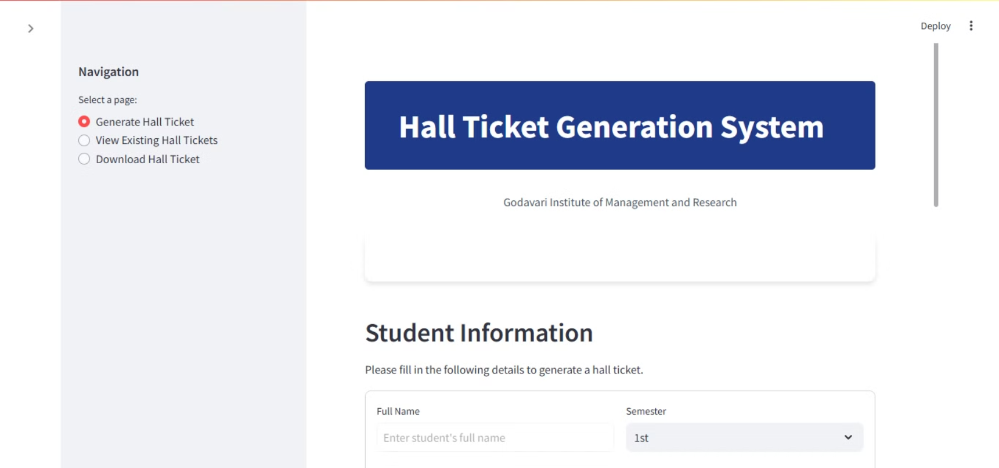 Deploy
Navigation
Select a page:
Generate Hall Ticket
View Existing Hall Tickets
Download Hall Ticket
Hall Ticket Generation System
Godavari Institute of Management and Research
Student Information
Please fill in the following details to generate a hall ticket.
Full Name
Enter student's full name
Semester
1st